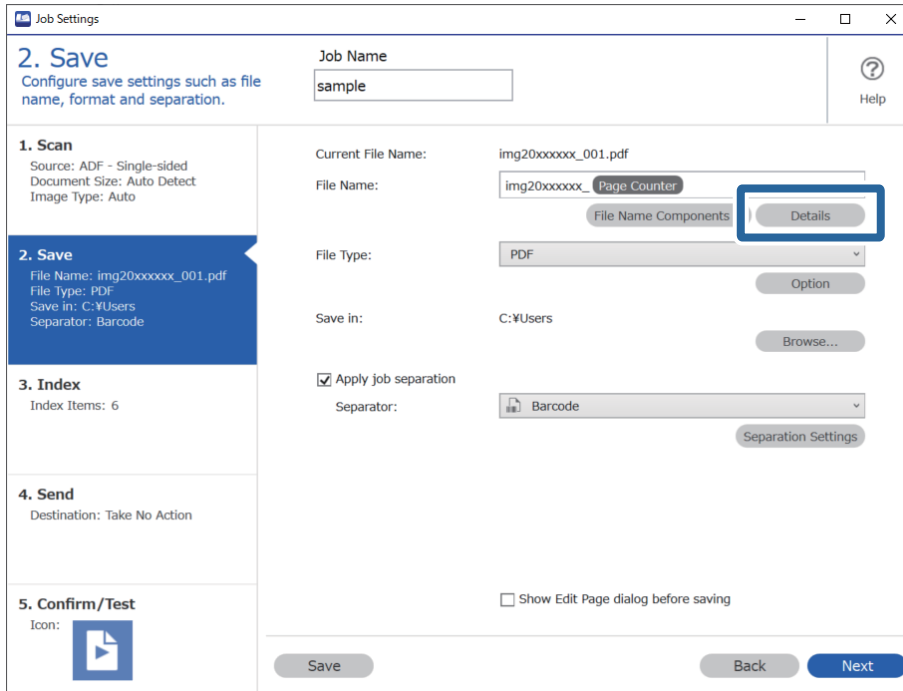 Job Settings
2. Save
Configure save settings such as file
name, format and separation.
Job Name
sample
Help
1. Scan
Source: ADF - Single-sided
Document Size: Auto Detect
Image Type: Auto
2. Save
File Name: img20xxxxxx_001.pdf
File Type: PDF
Save in: C:¥Users
Separator: Barcode
3. Index
Index Items: 6
4. Send
Destination: Take No Action
5. Confirm/Test
Icon:
Current File Name: img20xxxxxx_001.pdf
File Name: img20xxxxxx_ Page Counter
File Name Components Details
File Type: PDF
Option
Save in: C:¥Users
Browse...
Apply job separation
Separator: Barcode
Separation Settings
Show Edit Page dialog before saving
Save Back Next